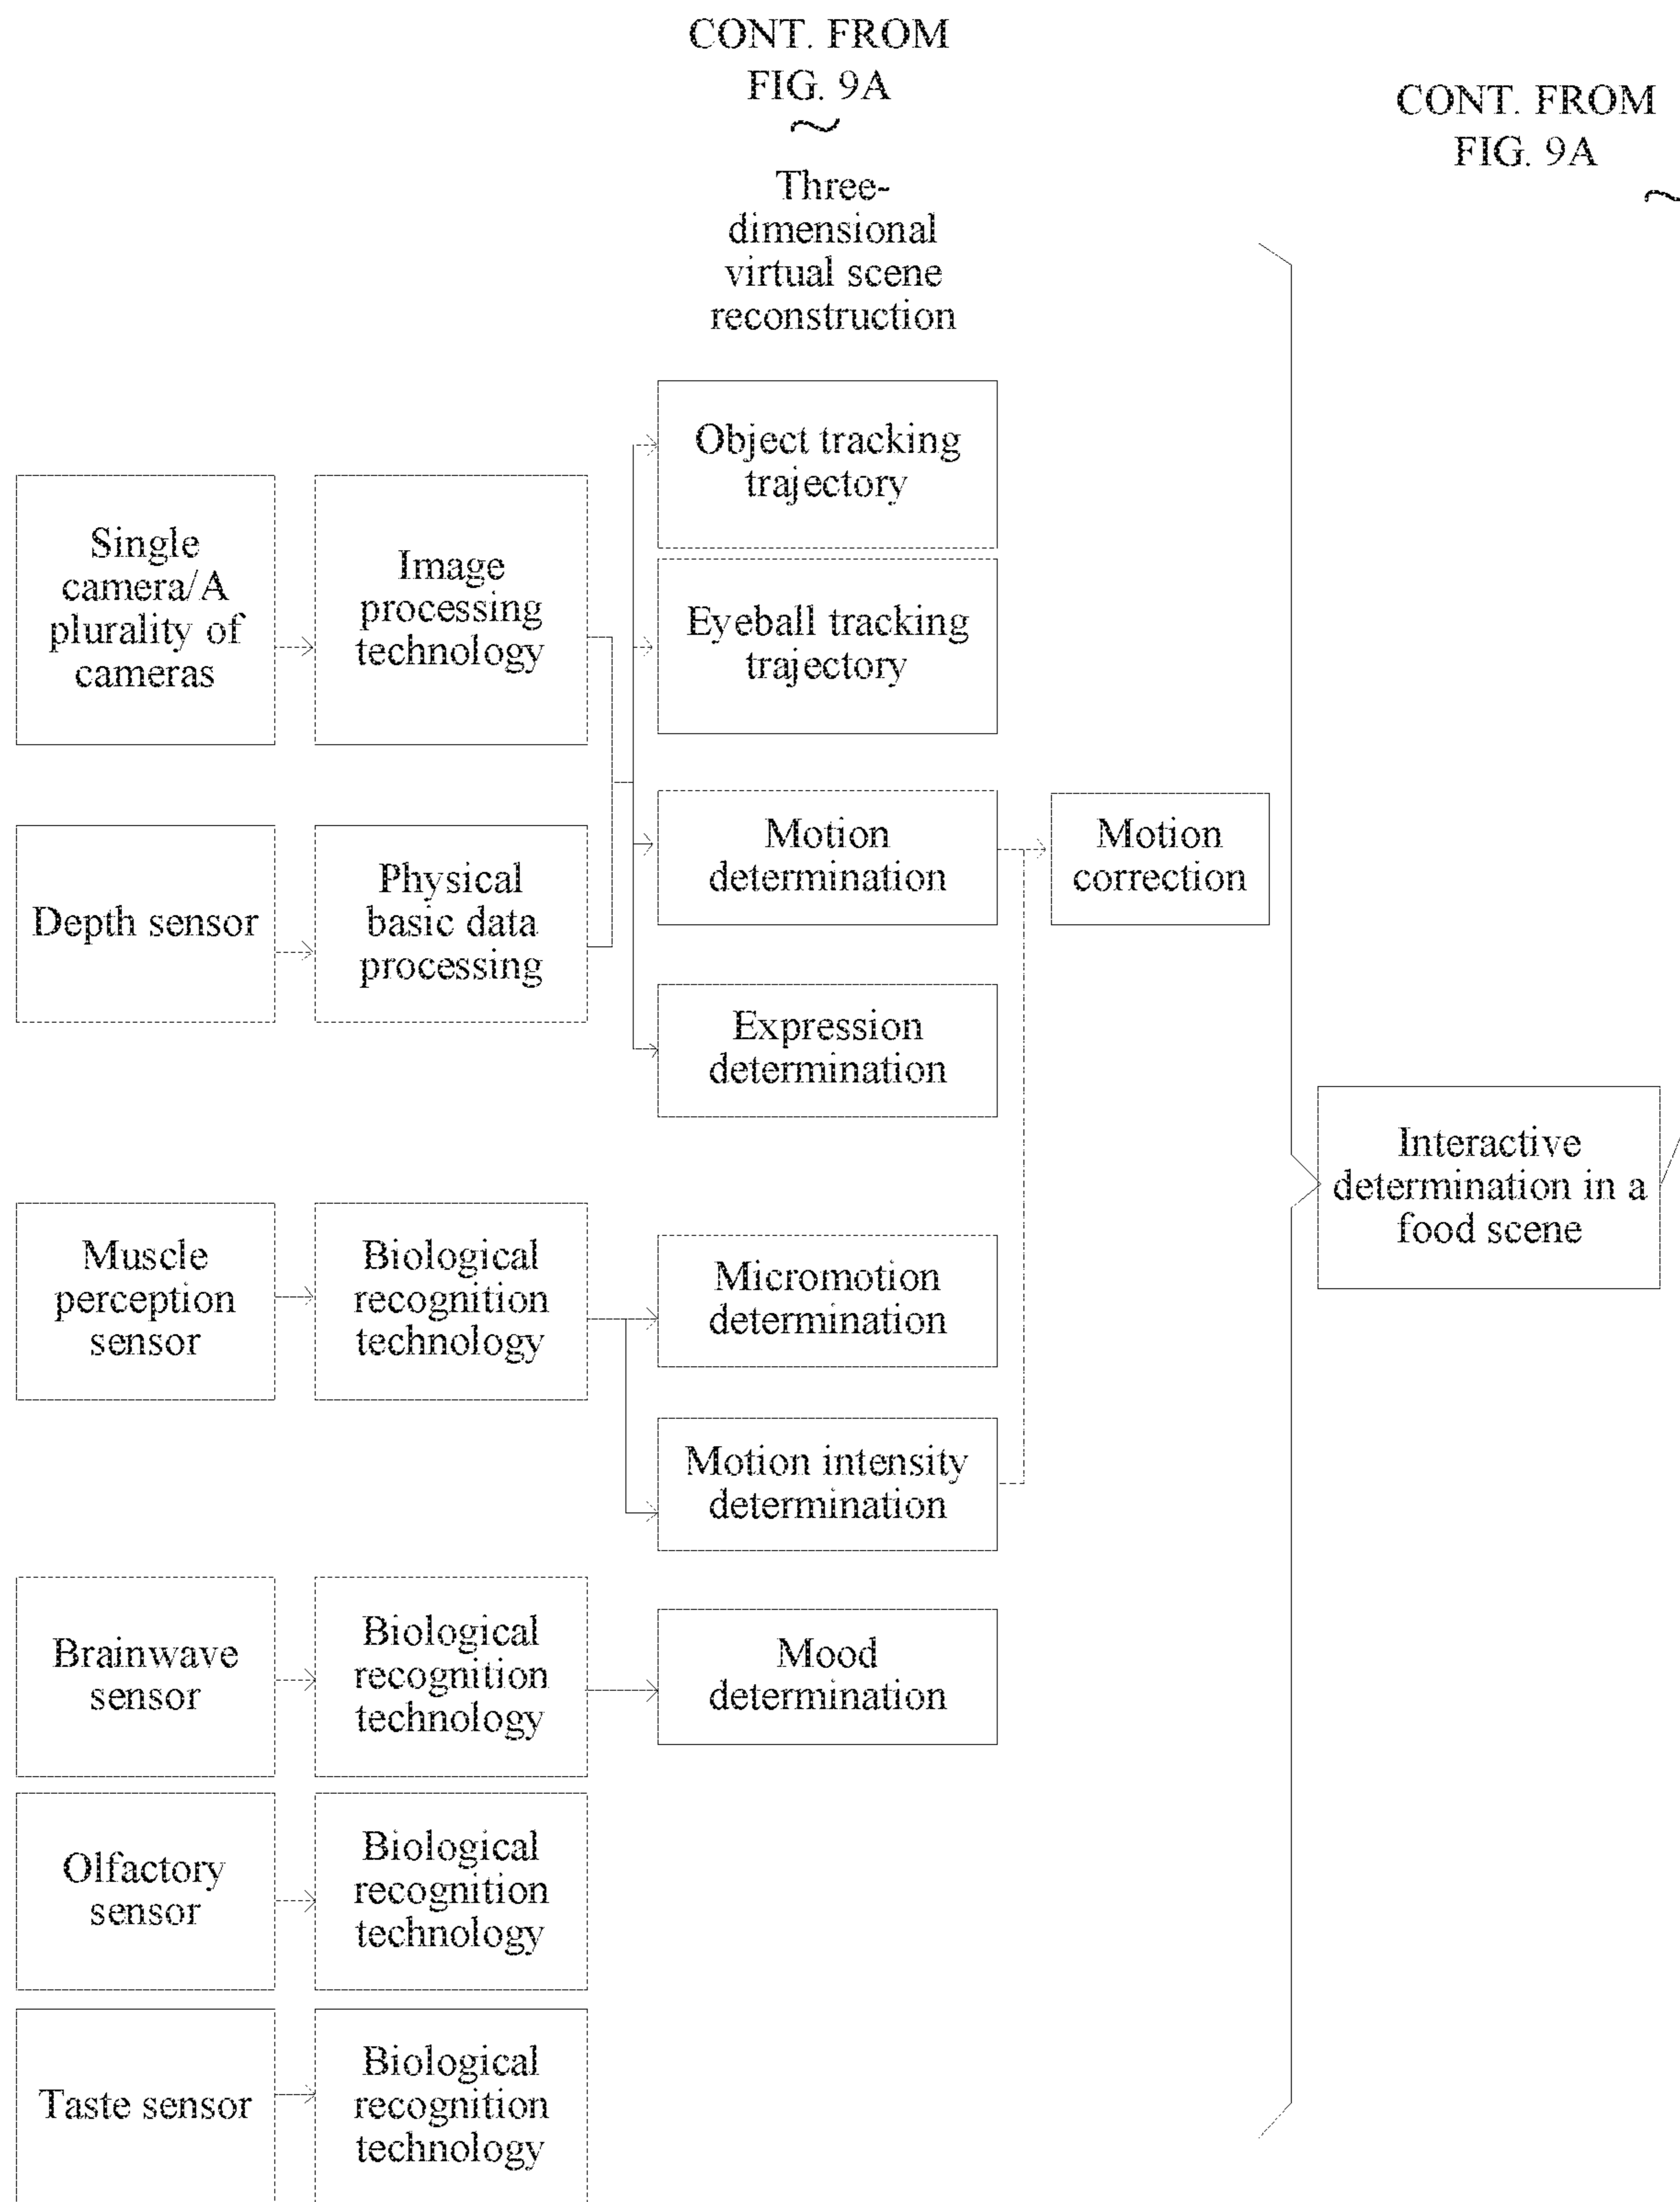 CONT. FROM
FIG. 9A
CONT. FROM
FIG. 9A
Three-
dimensional
virtual scene
reconstruction
Object tracking
trajectory
Single
camera/A
plurality of
cameras
Image
processing
technology
Eyeball tracking
trajectory
Depth sensor
Physical
basic data
processing
Motion
determination
Motion
correction
Expression
determination
Interactive
determination in a
food scene
Muscle
perception
sensor
Biological
recognition
technology
Micromotion
determination
Motion intensity
determination
Brainwave
sensor
Biological
recognition
technology
Mood
determination
Olfactory
sensor
Biological
recognition
technology
Taste sensor
Biological
recognition
technology